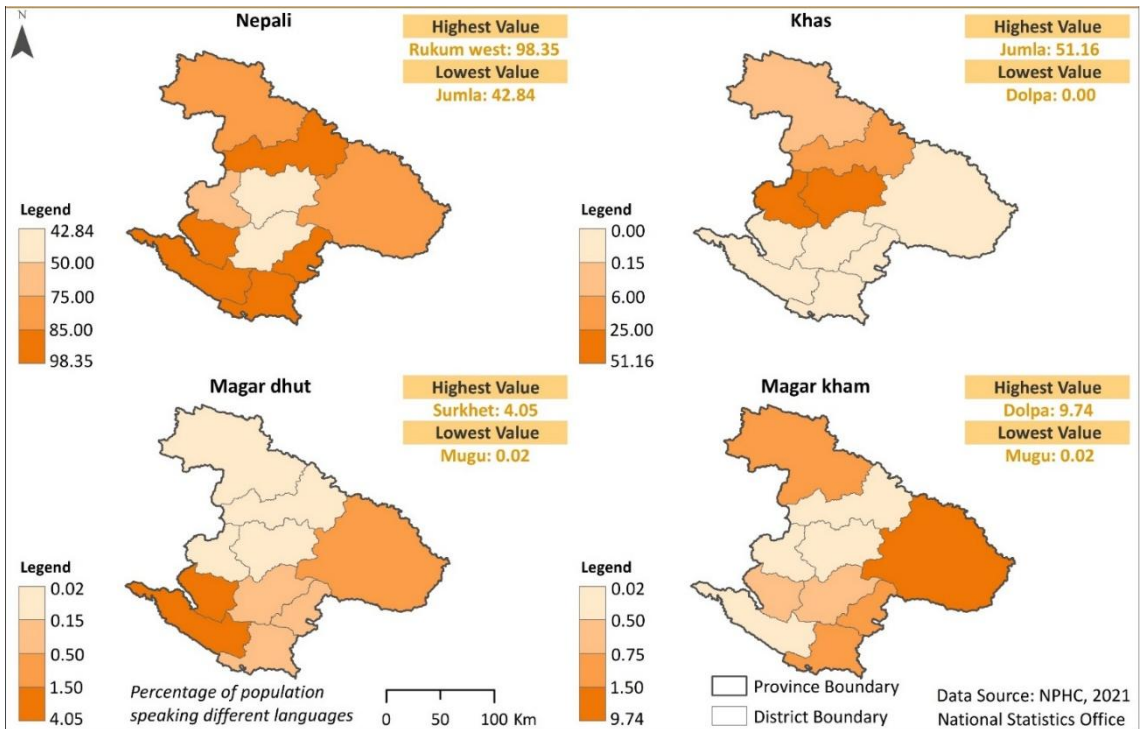 N
Nepali
Highest Value
Rukum west: 98.35
Lowest Value
Jumla: 42.84
Legend
42.84
50.00
75.00
85.00
98.35
Khas
Highest Value
Jumla: 51.16
Lowest Value
Dolpa: 0.00
Legend
0.00
0.15
6.00
25.00
51.16
Magar dhut
Highest Value
Surkhet: 4.05
Lowest Value
Mugu: 0.02
Legend
0.02
0.15
0.50
1.50
4.05
Magar kham
Highest Value
Dolpa: 9.74
Lowest Value
Mugu: 0.02
Legend
0.02
0.50
0.75
1.50
9.74
Percentage of population
speaking different languages
0 50 100 Km
Province Boundary
District Boundary
Data Source: NPHC, 2021
National Statistics Office